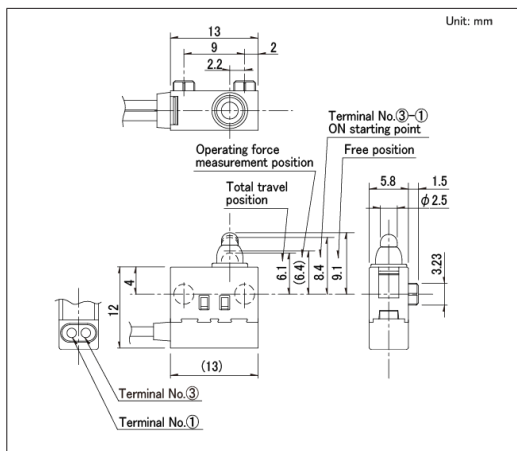 Unit: mm
13
9
2
2.2
Terminal No.③-①
ON starting point
Operating force
measurement position
Free position
Total travel
position
5.8
1.5
φ2.5
6.1
(6.4)
8.4
9.1
3.23
4
12
(13)
Terminal No.③
Terminal No.①